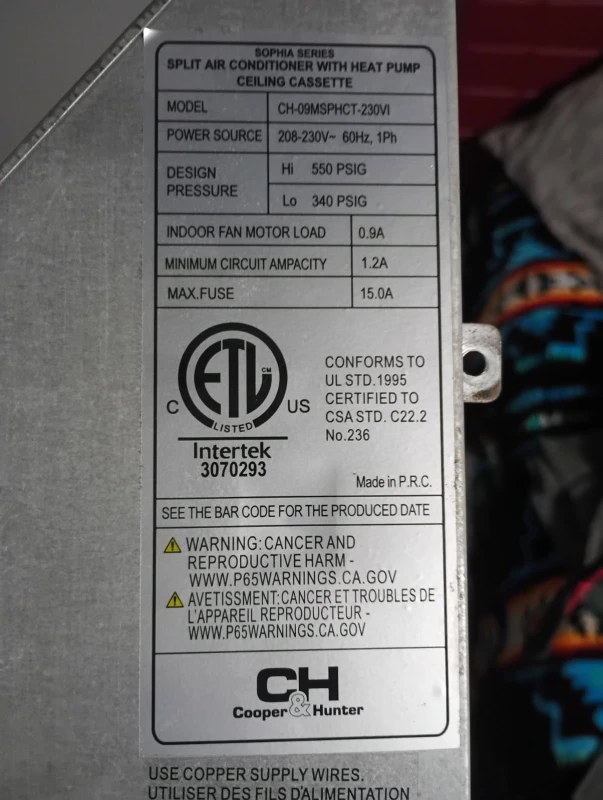 SOPHIA SERIES
SPLIT AIR CONDITIONER WITH HEAT PUMP
CEILING CASSETTE
MODEL CH-09MSPHCT-230VI
POWER SOURCE 208-230V~ 60Hz, 1Ph
DESIGN PRESSURE Hi 550 PSIG
Lo 340 PSIG
INDOOR FAN MOTOR LOAD 0.9A
MINIMUM CIRCUIT AMPACITY 1.2A
MAX.FUSE 15.0A
ETL CM
C US
LISTED
Intertek
3070293
CONFORMS TO
UL STD.1995
CERTIFIED TO
CSA STD. C22.2
No.236
Made in P.R.C.
SEE THE BAR CODE FOR THE PRODUCED DATE
WARNING: CANCER AND
REPRODUCTIVE HARM -
WWW.P65WARNINGS.CA.GOV
AVETISSMENT:CANCER ET TROUBLES DE
L'APPAREIL REPRODUCTEUR -
WWW.P65WARNINGS.CA.GOV
CH
Cooper & Hunter
USE COPPER SUPPLY WIRES.
UTILISER DES FILS D'ALIMENTATION